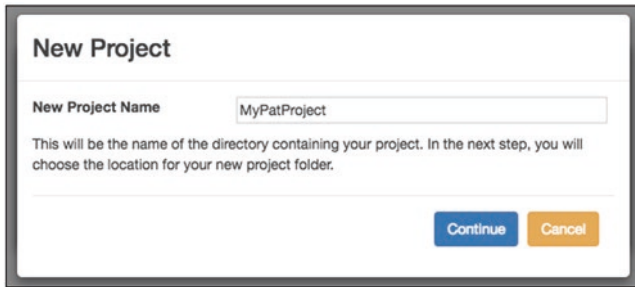 New Project
New Project Name MyPatProject
This will be the name of the directory containing your project. In the next step, you will
choose the location for your new project folder.
Continue Cancel